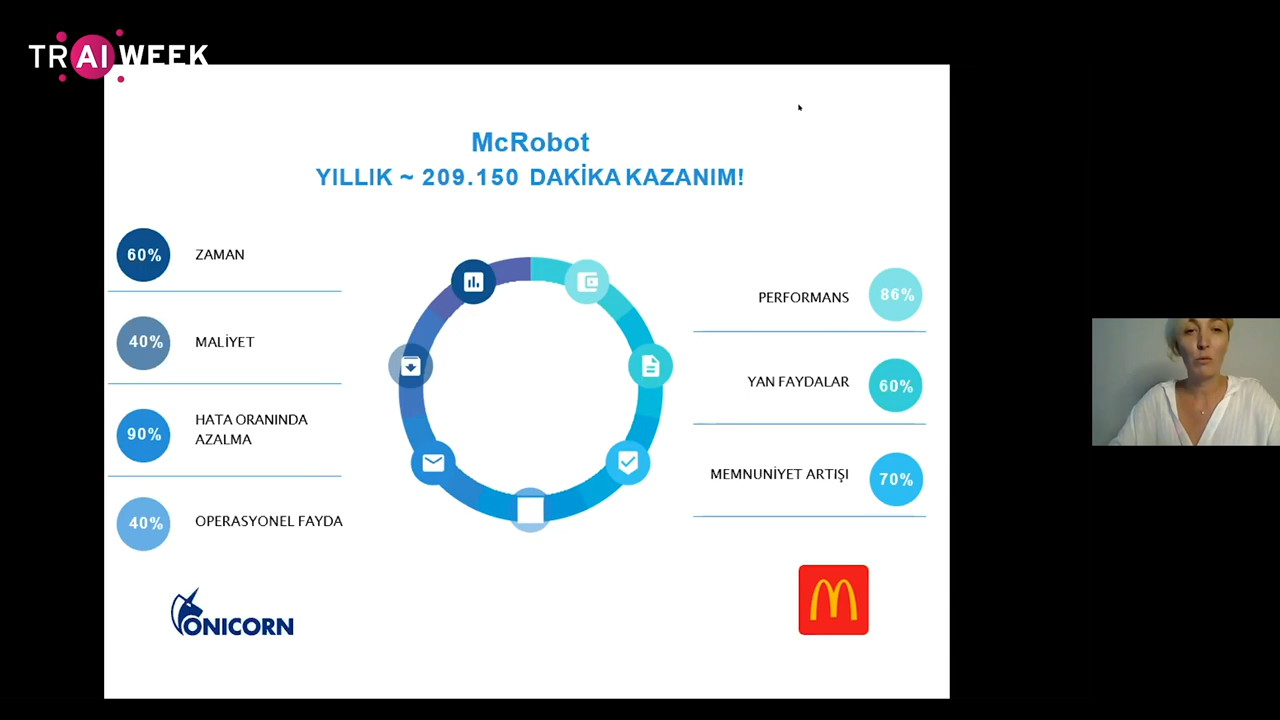 TRAI WEEK
McRobot
YILLIK ~ 209.150 DAKİKA KAZANIM!
60% ZAMAN
40% MALİYET
90% HATA ORANINDA
AZALMA
40% OPERASYONEL FAYDA
PERFORMANS 86%
YAN FAYDALAR 60%
MEMNUNİYET ARTIŞI 70%
ONICORN